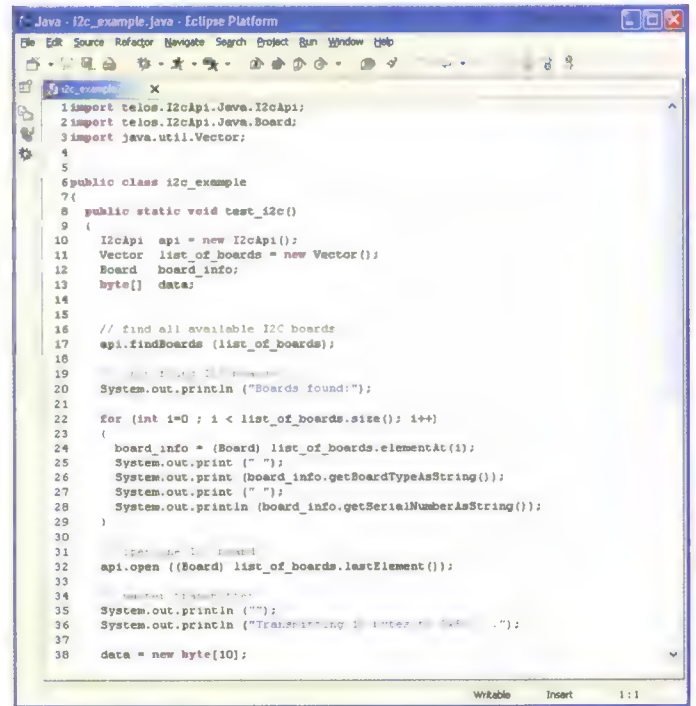 Java - i2c_example.java - Eclipse Platform
File Edit Source Refactor Navigate Search Project Run Window Help
i2c_example
1 import telos.I2cApi.Java.I2cApi;
2 import telos.I2cApi.Java.Board;
3 import java.util.Vector;
4
5
6 public class i2c_example
7 {
8 public static void test_i2c()
9 {
10 I2cApi api = new I2cApi();
11 Vector list_of_boards = new Vector();
12 Board board_info;
13 byte[] data;
14
15
16 // find all available I2C boards
17 api.findBoards (list_of_boards);
18
19
20 System.out.println ("Boards found:");
21
22 for (int i=0 ; i < list_of_boards.size(); i++)
23 {
24 board_info = (Board) list_of_boards.elementAt(i);
25 System.out.print (" ");
26 System.out.print (board_info.getBoardTypeAsString());
27 System.out.print (" ");
28 System.out.println (board_info.getSerialNumberAsString());
29 }
30
31
32 api.open ((Board) list_of_boards.lastElement());
33
34
35 System.out.println ("");
36 System.out.println ("Transmitting ");
37
38 data = new byte[10];
Writable Insert 1 : 1